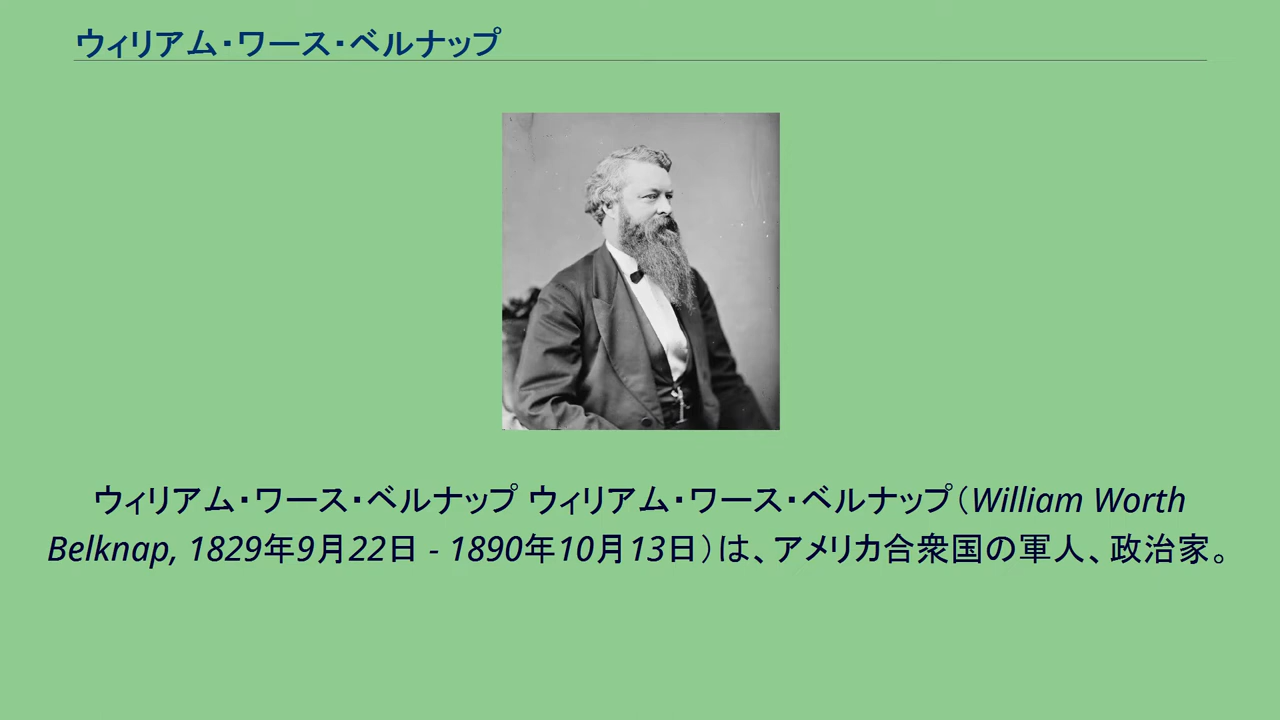 ウィリアム・ワース・ベルナップ
ウィリアム・ワース・ベルナップ ウィリアム・ワース・ベルナップ（William Worth
Belknap, 1829年9月22日 - 1890年10月13日）は、アメリカ合衆国の軍人、政治家。